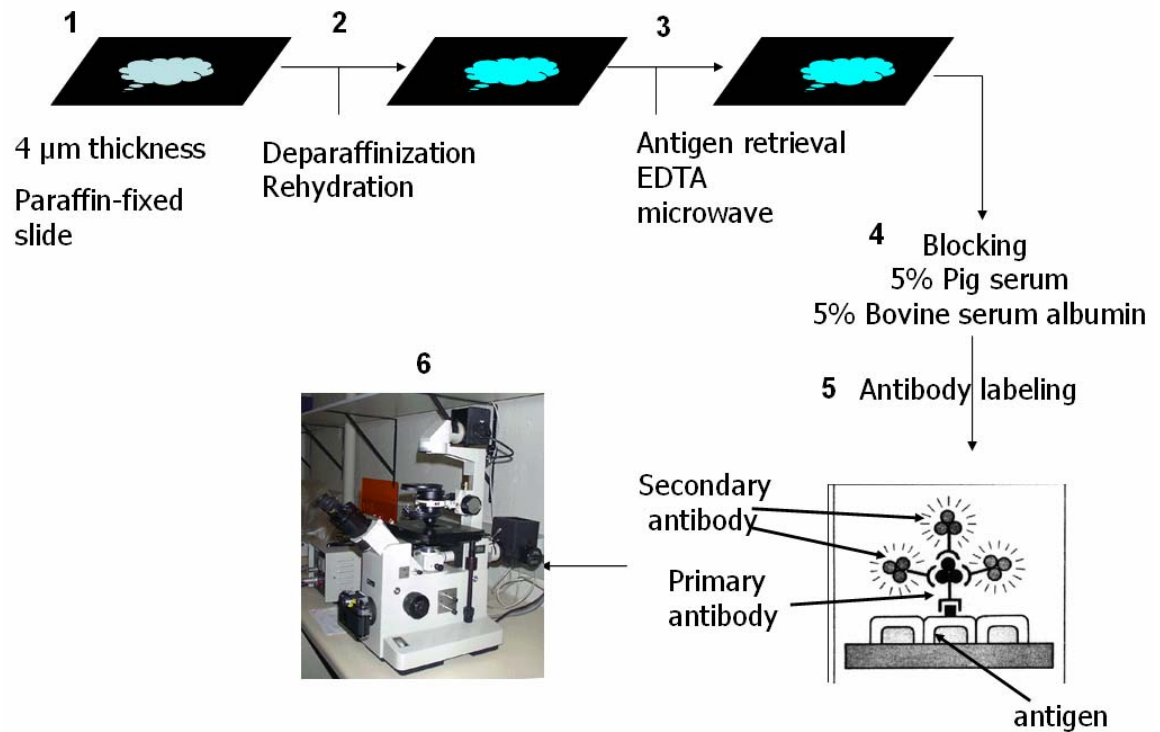 1
2
3
4 µm thickness
Paraffin-fixed
slide
Deparaffinization
Rehydration
Antigen retrieval
EDTA
microwave
4
Blocking
5% Pig serum
5% Bovine serum albumin
5 Antibody labeling
6
Secondary
antibody
Primary
antibody
antigen